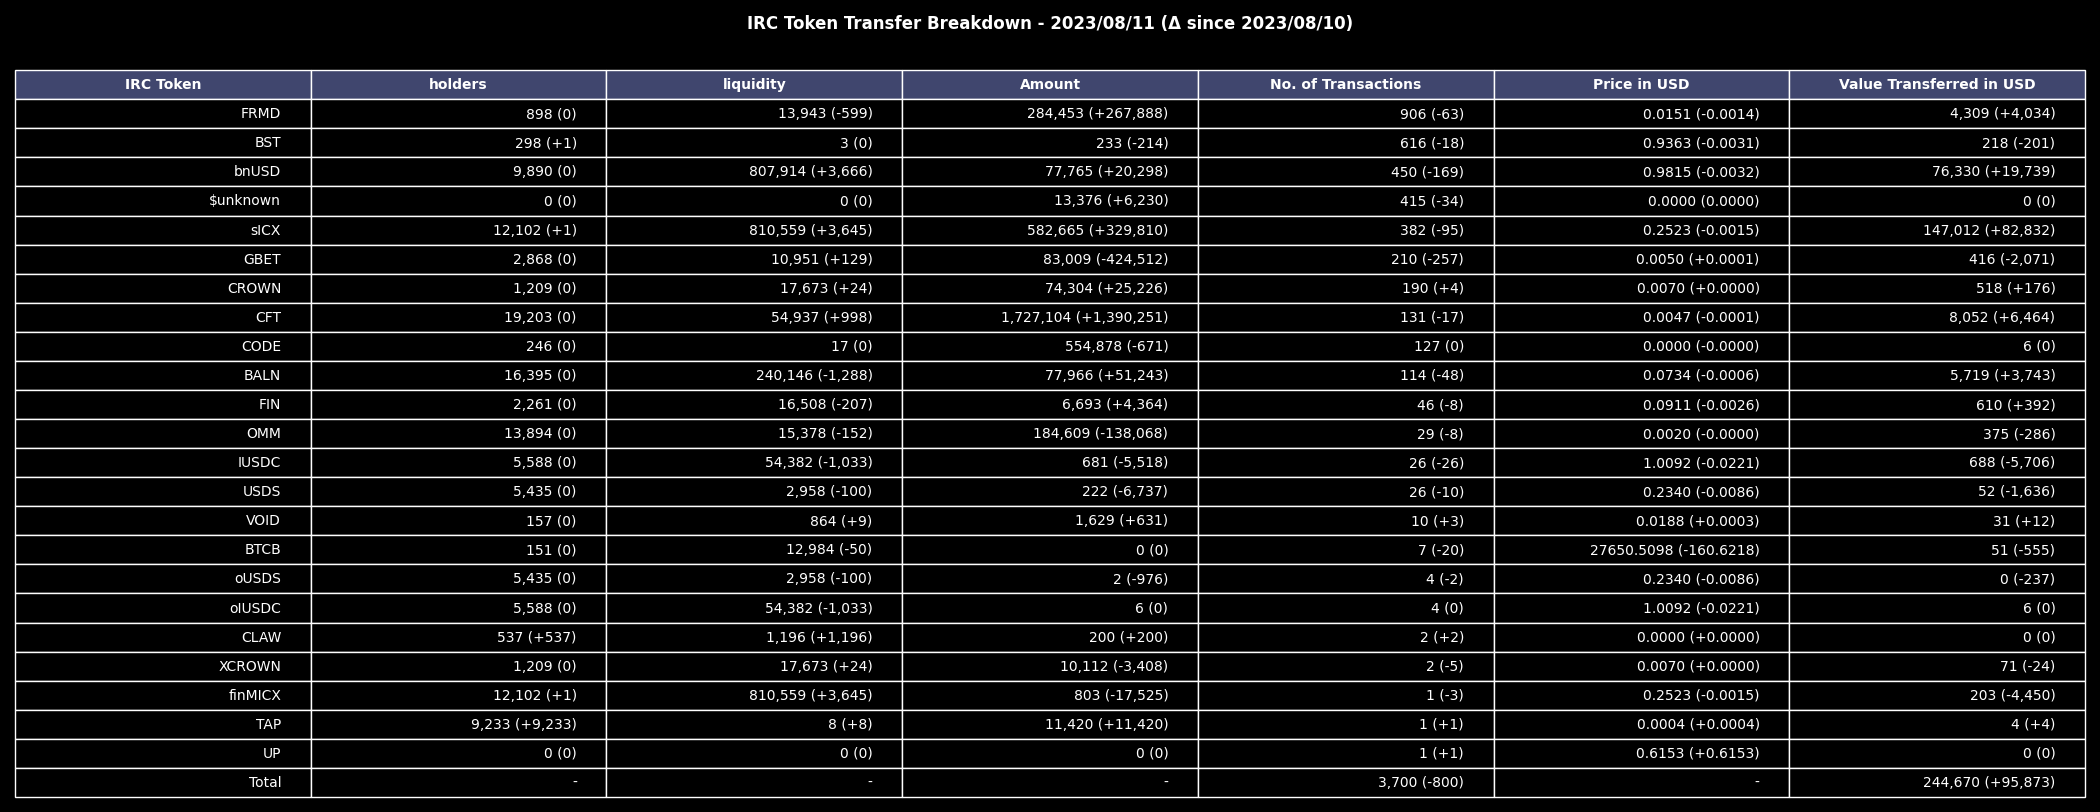 IRC Token Transfer Breakdown - 2023/08/11 (Δ since 2023/08/10)
IRC Token holders liquidity Amount No. of Transactions Price in USD Value Transferred in USD
FRMD 898 (0) 13,943 (-599) 284,453 (+267,888) 906 (-63) 0.0151 (-0.0014) 4,309 (+4,034)
BST 298 (+1) 3 (0) 233 (-214) 616 (-18) 0.9363 (-0.0031) 218 (-201)
bnUSD 9,890 (0) 807,914 (+3,666) 77,765 (+20,298) 450 (-169) 0.9815 (-0.0032) 76,330 (+19,739)
$unknown 0 (0) 0 (0) 13,376 (+6,230) 415 (-34) 0.0000 (0.0000) 0 (0)
sICX 12,102 (+1) 810,559 (+3,645) 582,665 (+329,810) 382 (-95) 0.2523 (-0.0015) 147,012 (+82,832)
GBET 2,868 (0) 10,951 (+129) 83,009 (-424,512) 210 (-257) 0.0050 (+0.0001) 416 (-2,071)
CROWN 1,209 (0) 17,673 (+24) 74,304 (+25,226) 190 (+4) 0.0070 (+0.0000) 518 (+176)
CFT 19,203 (0) 54,937 (+998) 1,727,104 (+1,390,251) 131 (-17) 0.0047 (-0.0001) 8,052 (+6,464)
CODE 246 (0) 17 (0) 554,878 (-671) 127 (0) 0.0000 (-0.0000) 6 (0)
BALN 16,395 (0) 240,146 (-1,288) 77,966 (+51,243) 114 (-48) 0.0734 (-0.0006) 5,719 (+3,743)
FIN 2,261 (0) 16,508 (-207) 6,693 (+4,364) 46 (-8) 0.0911 (-0.0026) 610 (+392)
OMM 13,894 (0) 15,378 (-152) 184,609 (-138,068) 29 (-8) 0.0020 (-0.0000) 375 (-286)
IUSDC 5,588 (0) 54,382 (-1,033) 681 (-5,518) 26 (-26) 1.0092 (-0.0221) 688 (-5,706)
USDS 5,435 (0) 2,958 (-100) 222 (-6,737) 26 (-10) 0.2340 (-0.0086) 52 (-1,636)
VOID 157 (0) 864 (+9) 1,629 (+631) 10 (+3) 0.0188 (+0.0003) 31 (+12)
BTCB 151 (0) 12,984 (-50) 0 (0) 7 (-20) 27650.5098 (-160.6218) 51 (-555)
oUSDS 5,435 (0) 2,958 (-100) 2 (-976) 4 (-2) 0.2340 (-0.0086) 0 (-237)
oIUSDC 5,588 (0) 54,382 (-1,033) 6 (0) 4 (0) 1.0092 (-0.0221) 6 (0)
CLAW 537 (+537) 1,196 (+1,196) 200 (+200) 2 (+2) 0.0000 (+0.0000) 0 (0)
XCROWN 1,209 (0) 17,673 (+24) 10,112 (-3,408) 2 (-5) 0.0070 (+0.0000) 71 (-24)
finMICX 12,102 (+1) 810,559 (+3,645) 803 (-17,525) 1 (-3) 0.2523 (-0.0015) 203 (-4,450)
TAP 9,233 (+9,233) 8 (+8) 11,420 (+11,420) 1 (+1) 0.0004 (+0.0004) 4 (+4)
UP 0 (0) 0 (0) 0 (0) 1 (+1) 0.6153 (+0.6153) 0 (0)
Total - - - 3,700 (-800) - 244,670 (+95,873)